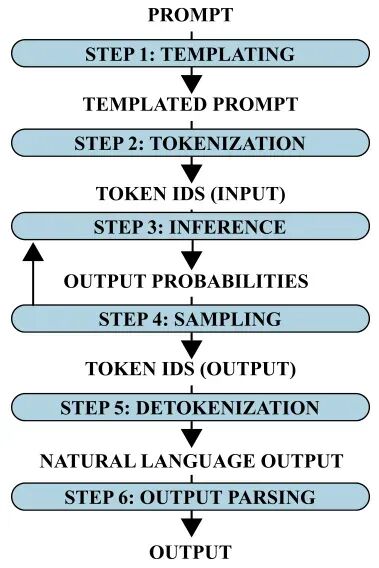 PROMPT
STEP 1: TEMPLATING
TEMPLATED PROMPT
STEP 2: TOKENIZATION
TOKEN IDS (INPUT)
STEP 3: INFERENCE
OUTPUT PROBABILITIES
STEP 4: SAMPLING
TOKEN IDS (OUTPUT)
STEP 5: DETOKENIZATION
NATURAL LANGUAGE OUTPUT
STEP 6: OUTPUT PARSING
OUTPUT